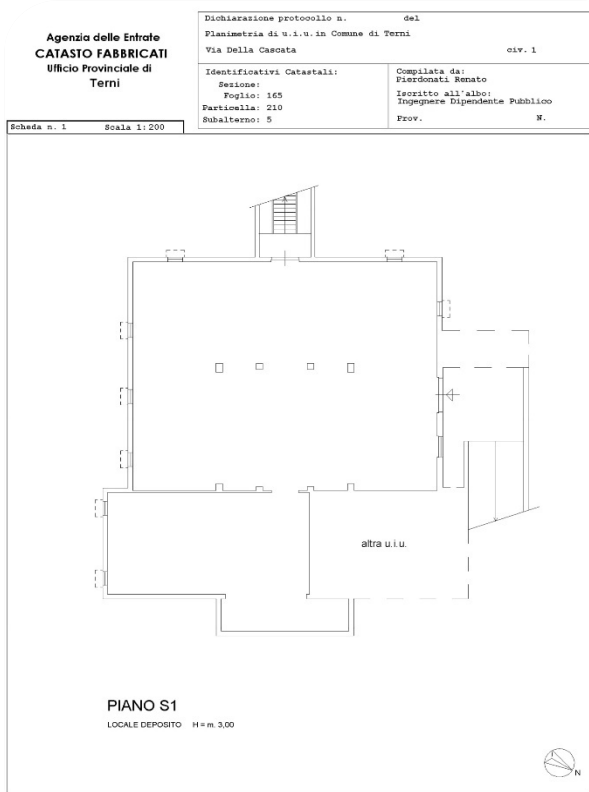 Agenzia delle Entrate
CATASTO FABBRICATI
Ufficio Provinciale di
Terni
Dichiarazione protocollo n. del
Planimetria di u.i.u. in Comune di Terni
Via Della Cascata civ. 1
Identificativi Catastali:
Sezione:
Foglio: 165
Particella: 210
Subalterno: 5
Compilata da:
Pierdonati Renato
Iscritto all'albo:
Ingegnere Dipendente Pubblico
Prov. N.
Scheda n. 1 Scala 1:200
altra u.i.u.
PIANO S1
LOCALE DEPOSITO H = m. 3,00
N